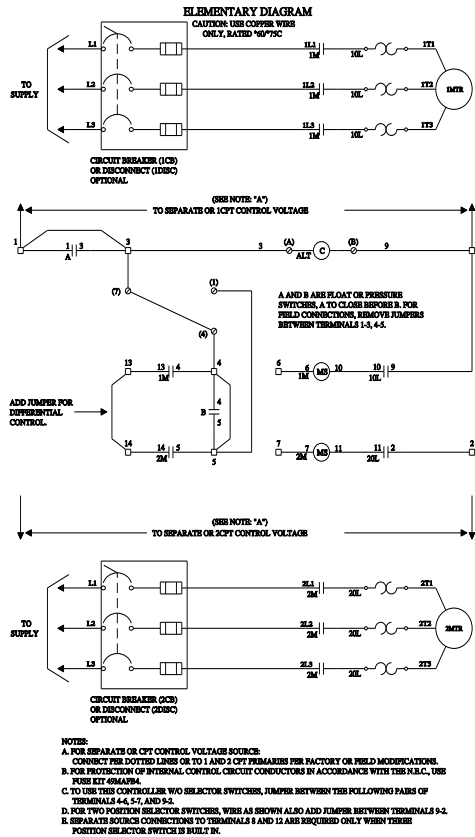 ELEMENTARY DIAGRAM
CAUTION: USE COPPER WIRE
ONLY, RATED °60/°75C
L1
1L1
1M
10L
1T1
TO
SUPPLY
L2
1L2
1M
10L
1T2
1MTR
L3
1L3
1M
10L
1T3
CIRCUIT BREAKER (1CB)
OR DISCONNECT (1DISC)
OPTIONAL
(SEE NOTE: "A")
TO SEPARATE OR 1CPT CONTROL VOLTAGE
1
1
3
A
3
3
(A)
ALT
C
(B)
9
(7)
(1)
(4)
A AND B ARE FLOAT OR PRESSURE
SWITCHES, A TO CLOSE BEFORE B. FOR
FIELD CONNECTIONS, REMOVE JUMPERS
BETWEEN TERMINALS 1-3, 4-5.
13
13
4
1M
4
6
6
1M
MS
10
10
9
10L
ADD JUMPER FOR
DIFFERENTIAL
CONTROL.
B
4
5
14
14
5
2M
5
7
7
2M
MS
11
11
2
20L
2
(SEE NOTE: "A")
TO SEPARATE OR 2CPT CONTROL VOLTAGE
L1
2L1
2M
20L
2T1
TO
SUPPLY
L2
2L2
2M
20L
2T2
2MTR
L3
2L3
2M
20L
2T3
CIRCUIT BREAKER (2CB)
OR DISCONNECT (2DISC)
OPTIONAL
NOTES:
A. FOR SEPARATE OR CPT CONTROL VOLTAGE SOURCE:
CONNECT PER DOTTED LINES OR TO 1 AND 2 CPT PRIMARIES PER FACTORY OR FIELD MODIFICATIONS.
B. FOR PROTECTION OF INTERNAL CONTROL CIRCUIT CONDUCTORS IN ACCORDANCE WITH THE N.E.C., USE
FUSE KIT 49MAFB4.
C. TO USE THIS CONTROLLER W/O SELECTOR SWITCHES, JUMPER BETWEEN THE FOLLOWING PAIRS OF
TERMINALS 4-6, 5-7, AND 9-2.
D. FOR TWO POSITION SELECTOR SWITCHES, WIRE AS SHOWN ALSO ADD JUMPER BETWEEN TERMINALS 9-2.
E. SEPARATE SOURCE CONNECTIONS TO TERMINALS 8 AND 12 ARE REQUIRED ONLY WHEN THREE
POSITION SELECTOR SWITCH IS BUILT IN.